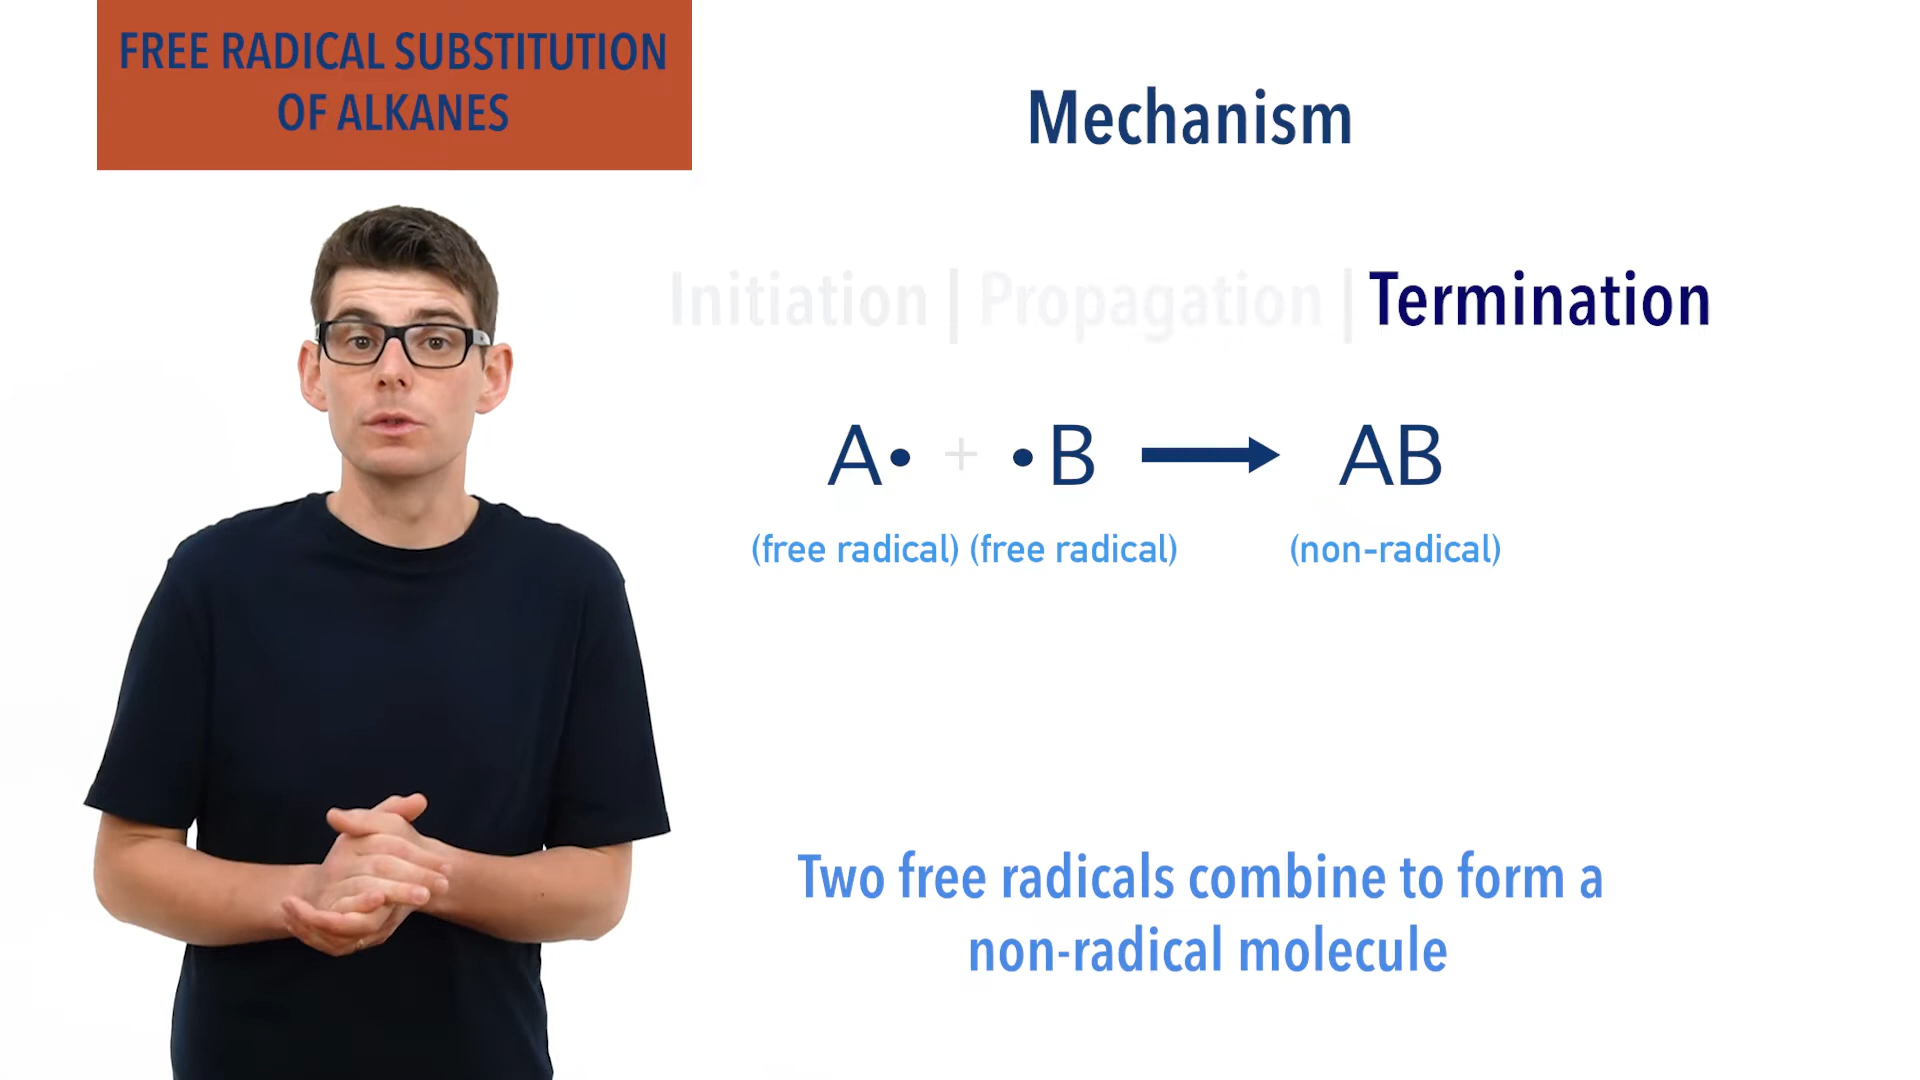 FREE RADICAL SUBSTITUTION
OF ALKANES
Mechanism
Initiation | Propagation | Termination
A• + •B → AB
(free radical) (free radical) (non-radical)
Two free radicals combine to form a
non-radical molecule